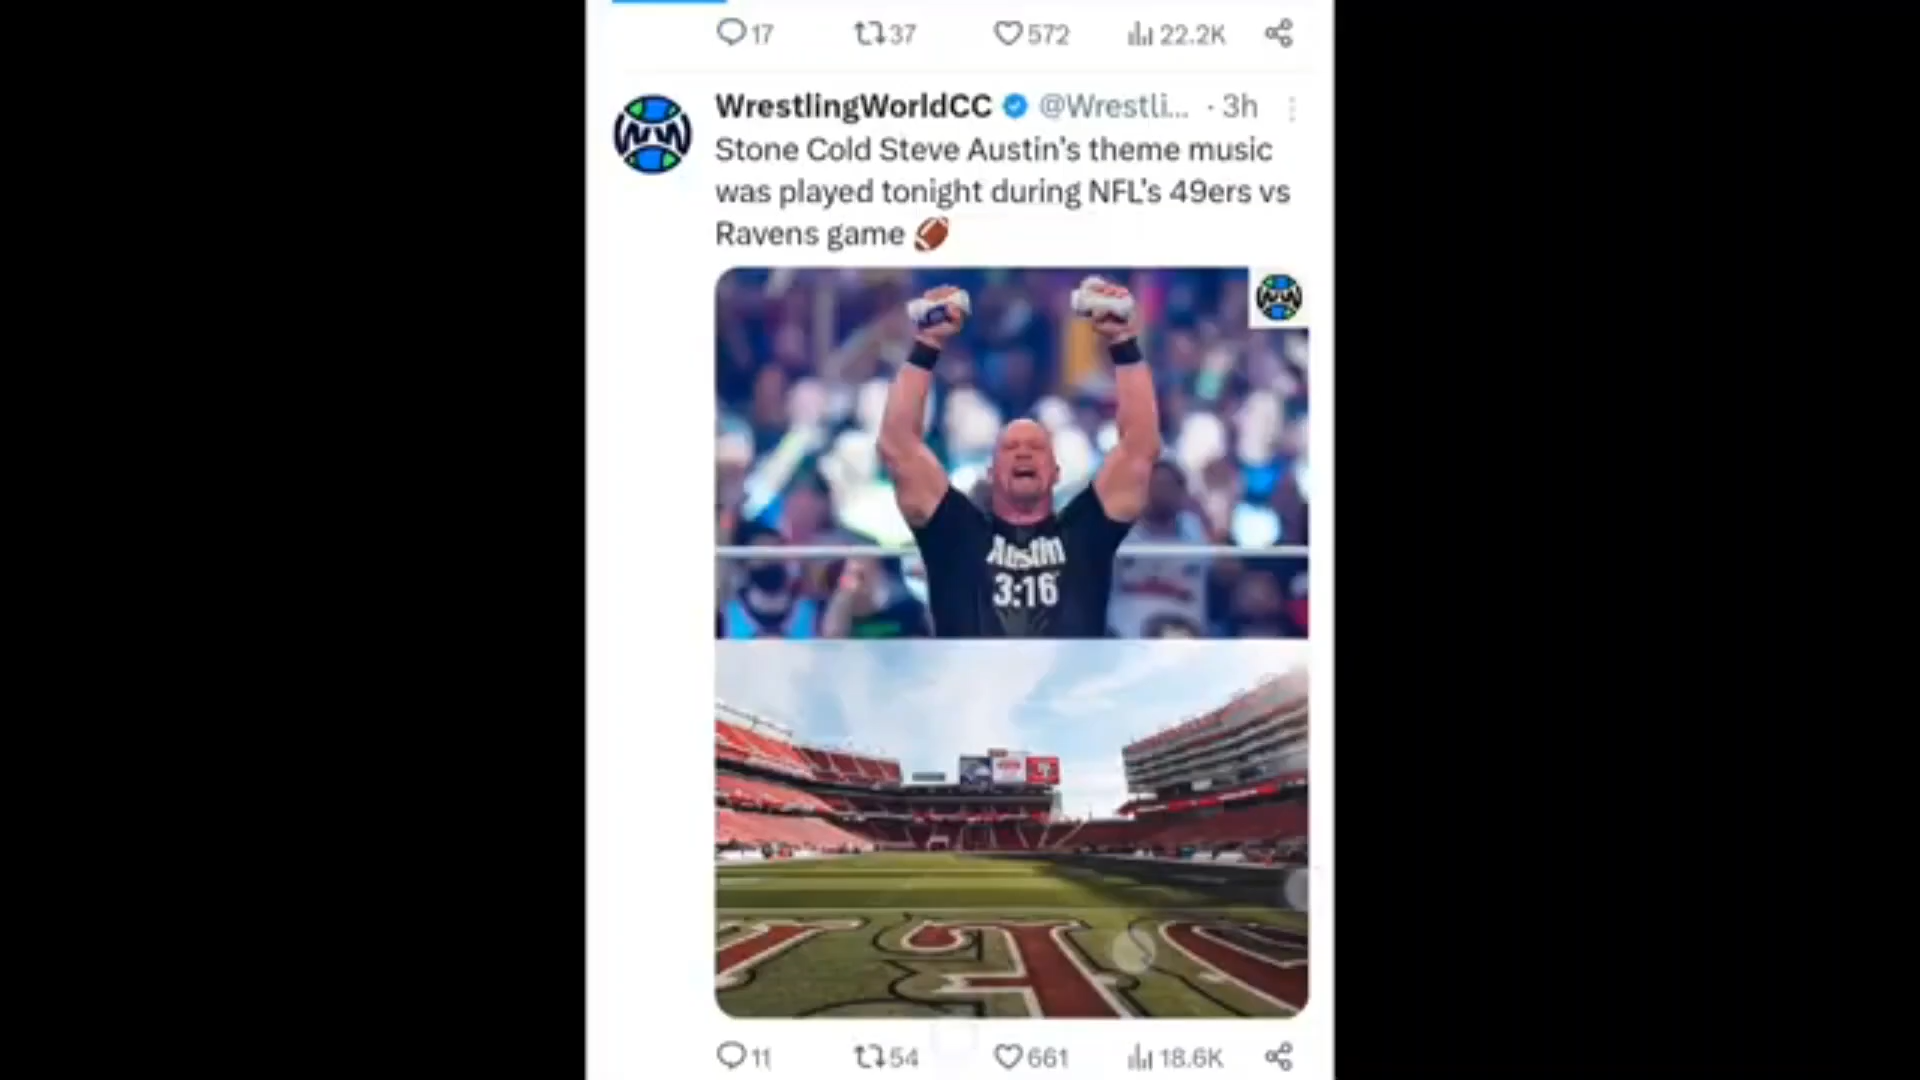 17 37 572 22.2K
WrestlingWorldCC @Wrestli... · 3h
Stone Cold Steve Austin's theme music
was played tonight during NFL's 49ers vs
Ravens game 🏈
Austin
3:16
11 54 661 18.6K